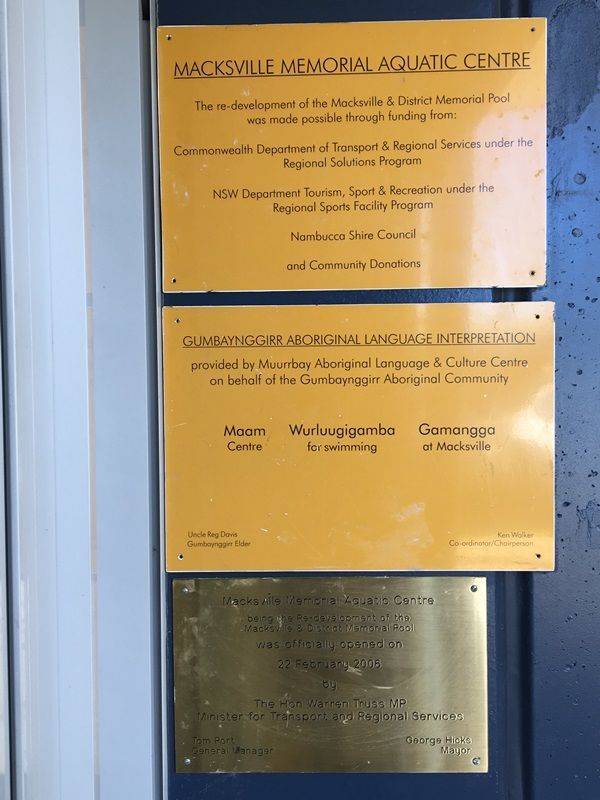 MACKSVILLE MEMORIAL AQUATIC CENTRE
The re-development of the Macksville & District Memorial Pool
was made possible through funding from:
Commonwealth Department of Transport & Regional Services under the
Regional Solutions Program
NSW Department Tourism, Sport & Recreation under the
Regional Sports Facility Program
Nambucca Shire Council
and Community Donations
GUMBAYNGGIRR ABORIGINAL LANGUAGE INTERPRETATION
provided by Muurrbay Aboriginal Language & Culture Centre
on behalf of the Gumbaynggirr Aboriginal Community
Maam Wurluugigamba Gamangga
Centre for swimming at Macksville
Uncle Reg Davis Ken Walker
Gumbaynggirr Elder Co-ordinator/Chairperson
Macksville Memorial Aquatic Centre
being the Re-development of the
Macksville & District Memorial Pool
was officially opened on
22 February 2006
by
The Hon Warren Truss MP
Minister for Transport and Regional Services
Tom Port George Hicks
General Manager Mayor